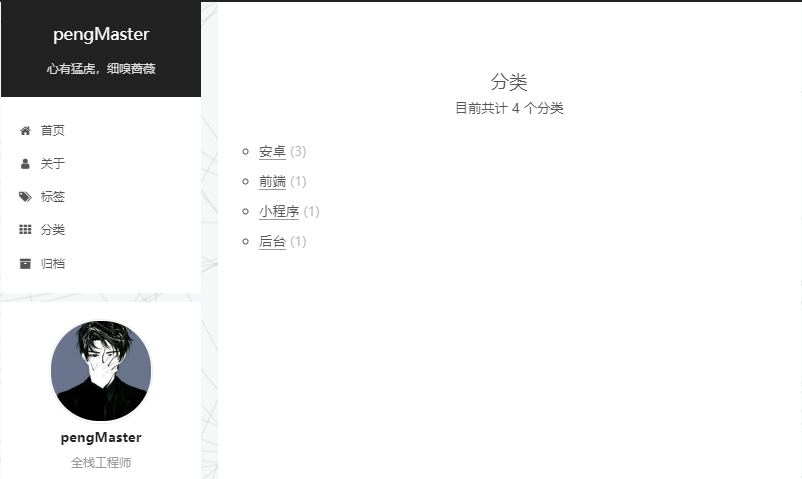 pengMaster
心有猛虎，细嗅蔷薇
首页
关于
标签
分类
归档
pengMaster
全栈工程师
分类
目前共计 4 个分类
安卓 (3)
前端 (1)
小程序 (1)
后台 (1)